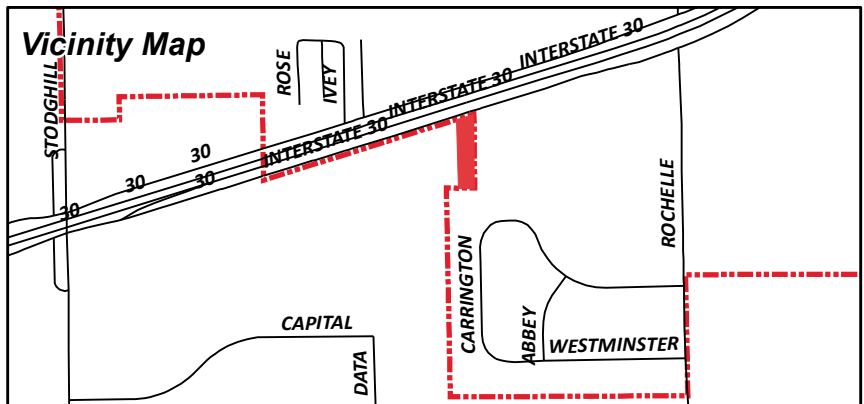 Vicinity Map
STODGHILL
ROSE
IVEY
INTERSTATE 30
INTERSTATE 30
INTERSTATE 30
30
30
30
30
ROCHELLE
CARRINGTON
ABBEY
WESTMINSTER
CAPITAL
DATA